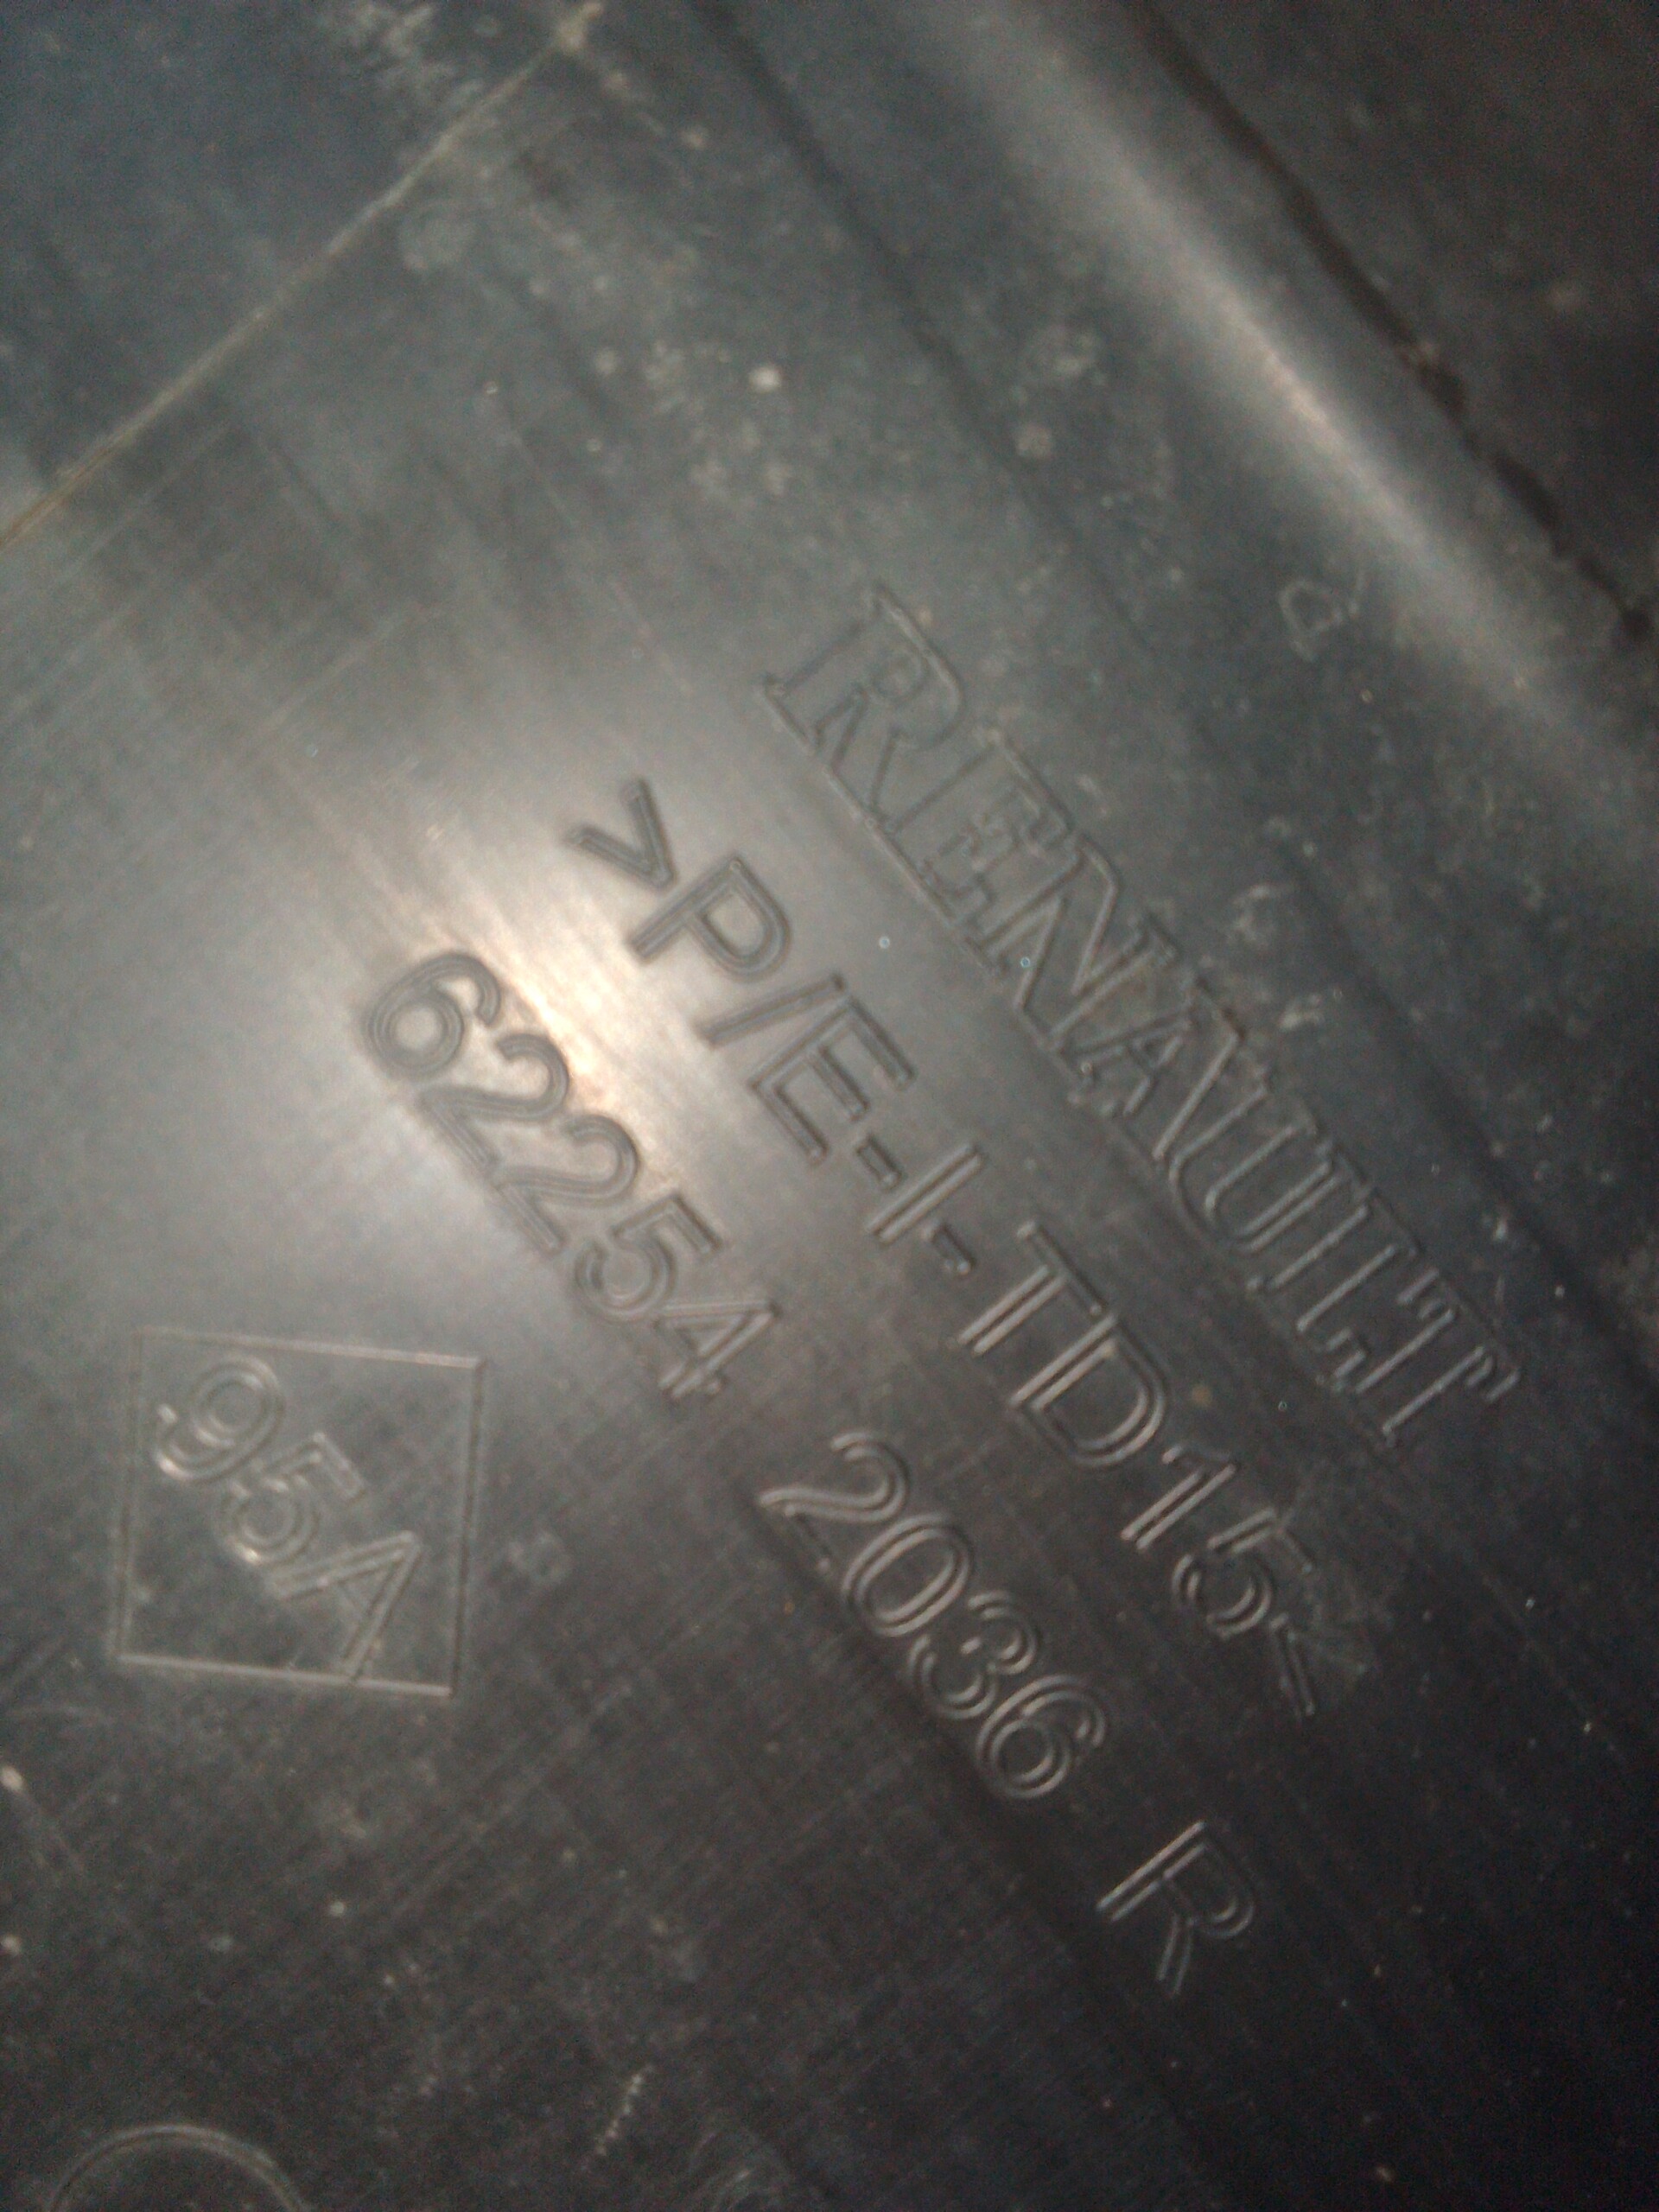 RENAULT
>P/E-I-TD15<
62254 2036 R
95A